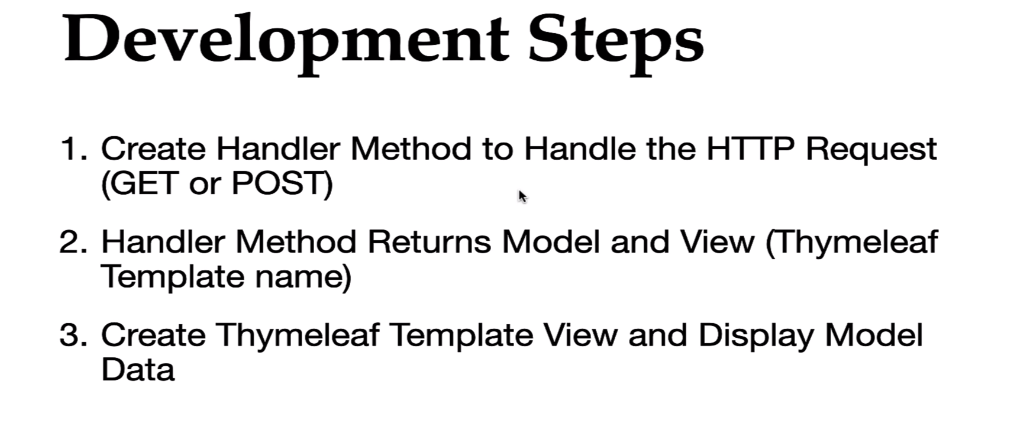 Development Steps
1. Create Handler Method to Handle the HTTP Request
(GET or POST)
2. Handler Method Returns Model and View (Thymeleaf
Template name)
3. Create Thymeleaf Template View and Display Model
Data